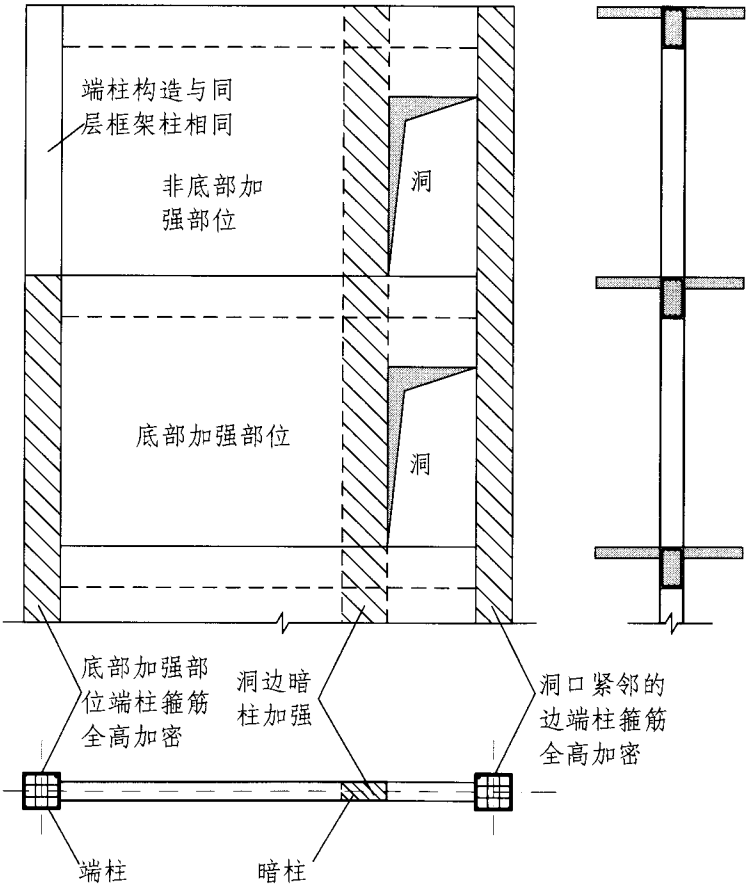 端柱构造与同
层框架柱相同
非底部加
强部位
洞
底部加强部位
洞
底部加强部
位端柱箍筋
全高加密
洞边暗
柱加强
洞口紧邻的
边端柱箍筋
全高加密
端柱
暗柱